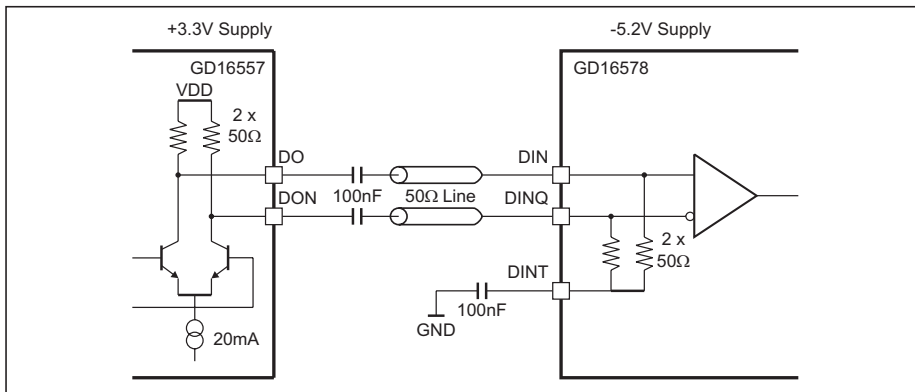 +3.3V Supply
-5.2V Supply
GD16557
GD16578
VDD
2 x
50Ω
DO
DIN
100nF
50Ω Line
DON
DINQ
2 x
50Ω
DINT
100nF
GND
20mA